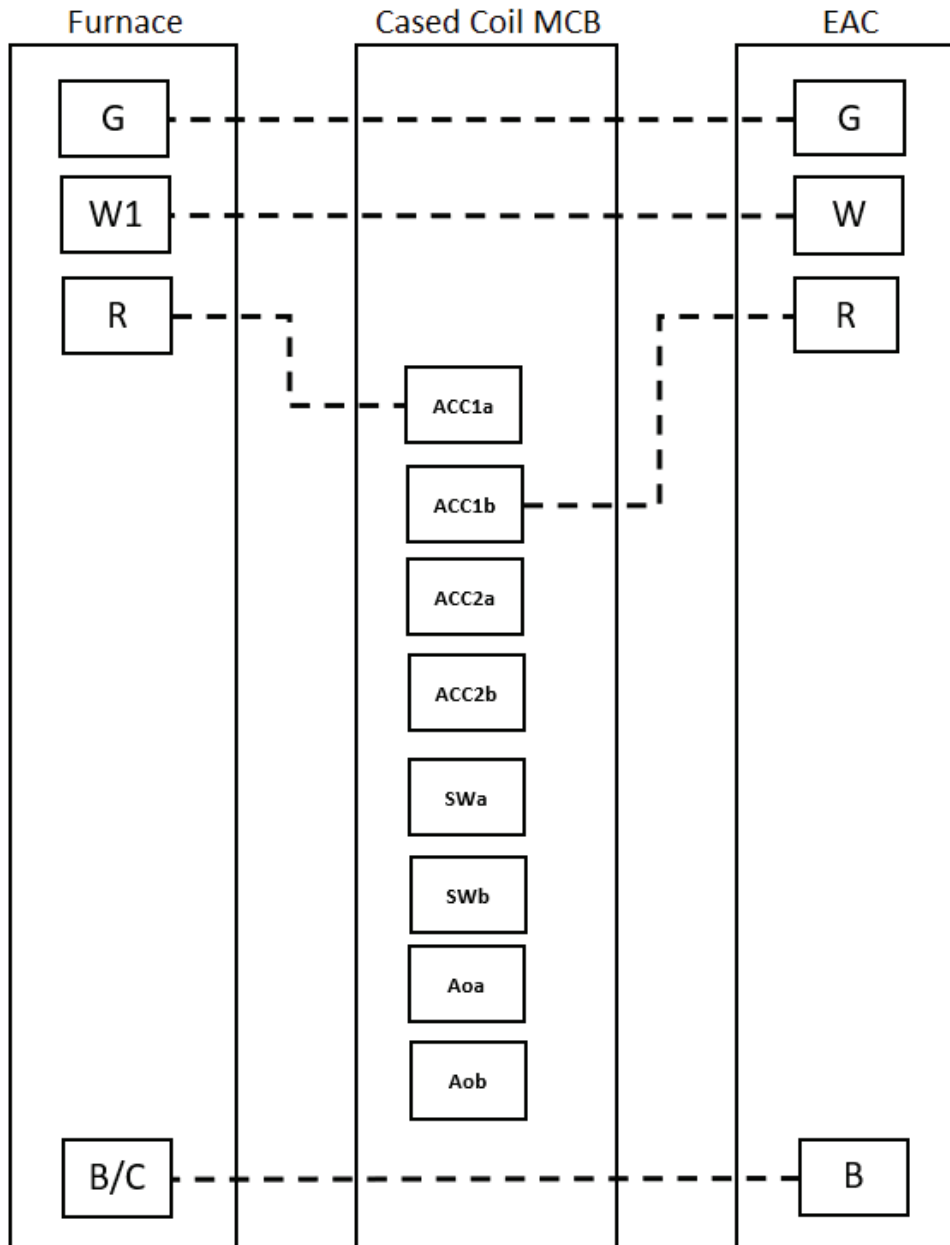 Furnace Cased Coil MCB EAC
G G
W1 W
R R
ACC1a
ACC1b
ACC2a
ACC2b
SWa
SWb
Aoa
Aob
B/C B